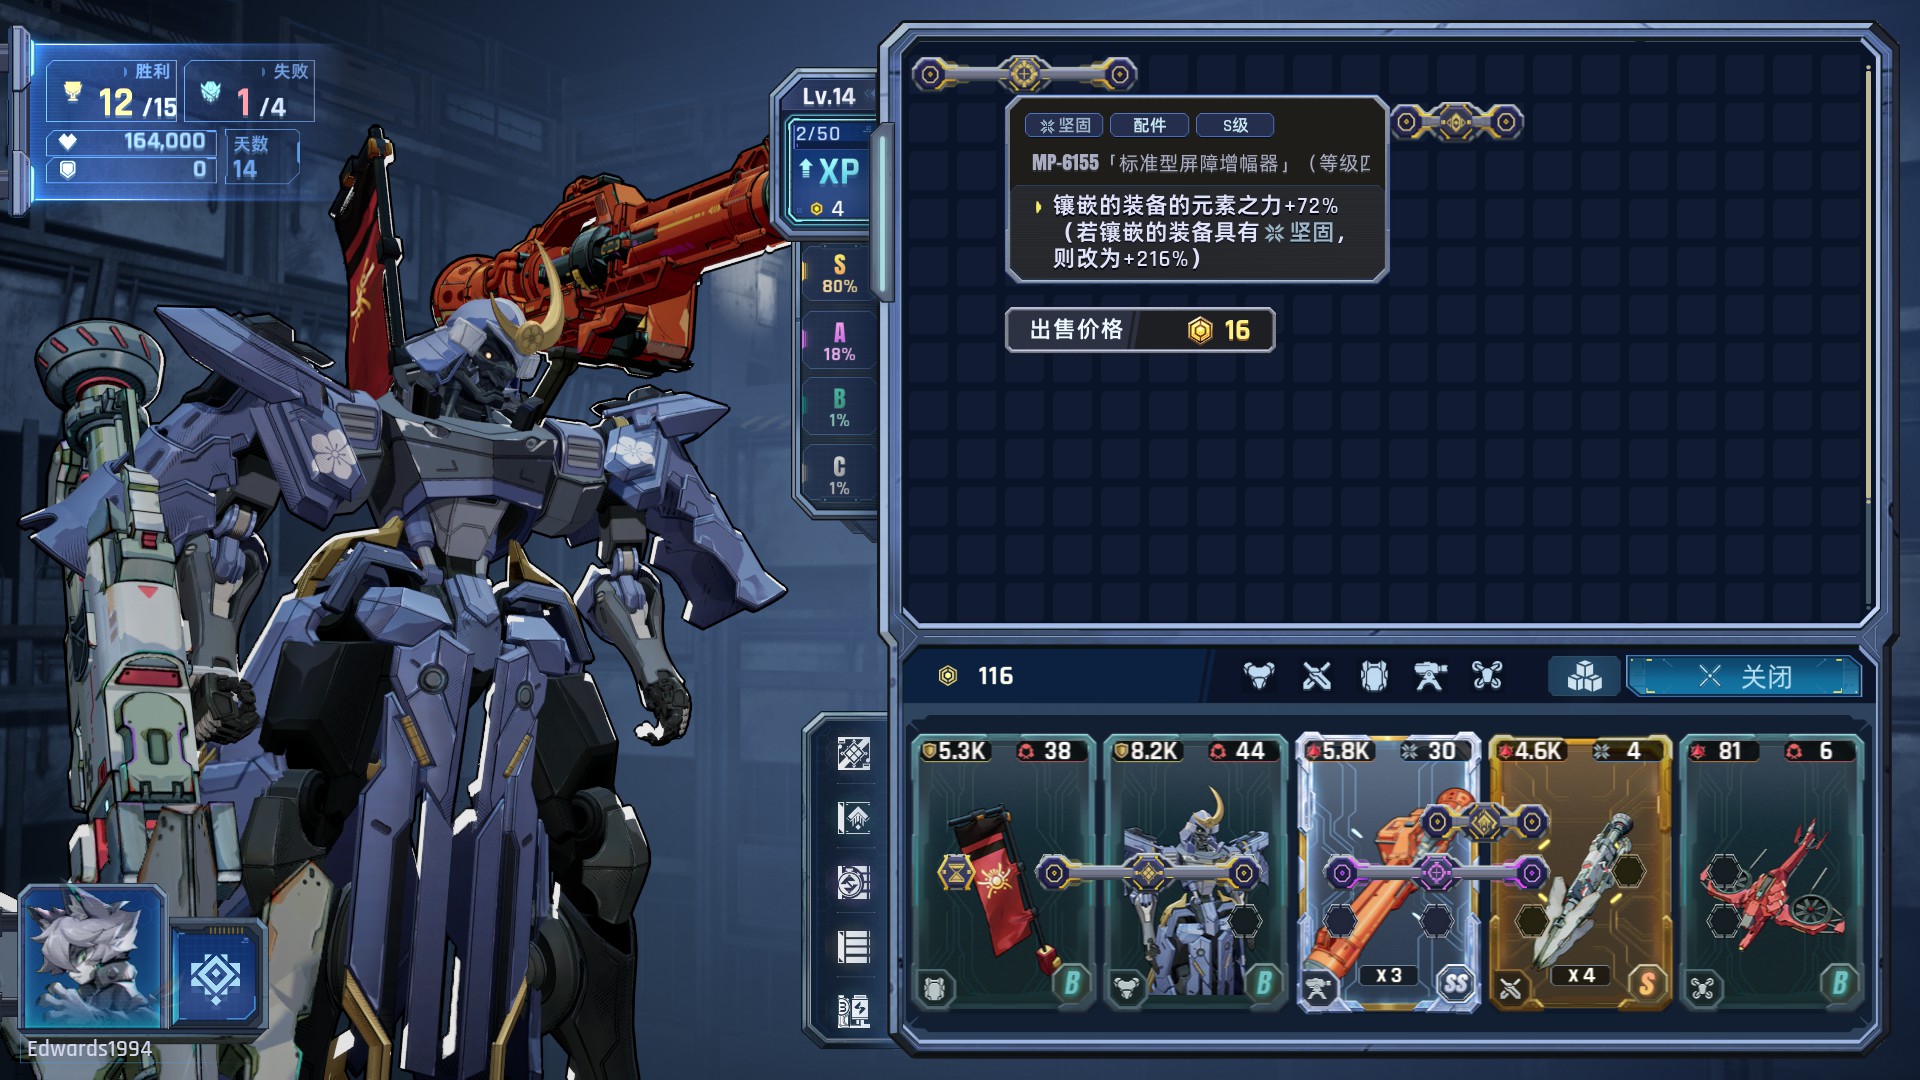 胜利
12 /15
失败
1 /4
164,000
0
天数
14
Lv.14
2/50
XP
4
S
80%
A
18%
B
1%
C
1%
坚固
配件
S级
MP-6155「标准型屏障增幅器」（等级
镶嵌的装备的元素之力+72%
（若镶嵌的装备具有 坚固，
则改为+216%）
出售价格
16
116
关闭
5.3K
38
B
8.2K
44
B
5.8K
30
x3
SS
4.6K
4
x4
S
81
6
B
Edwards1994